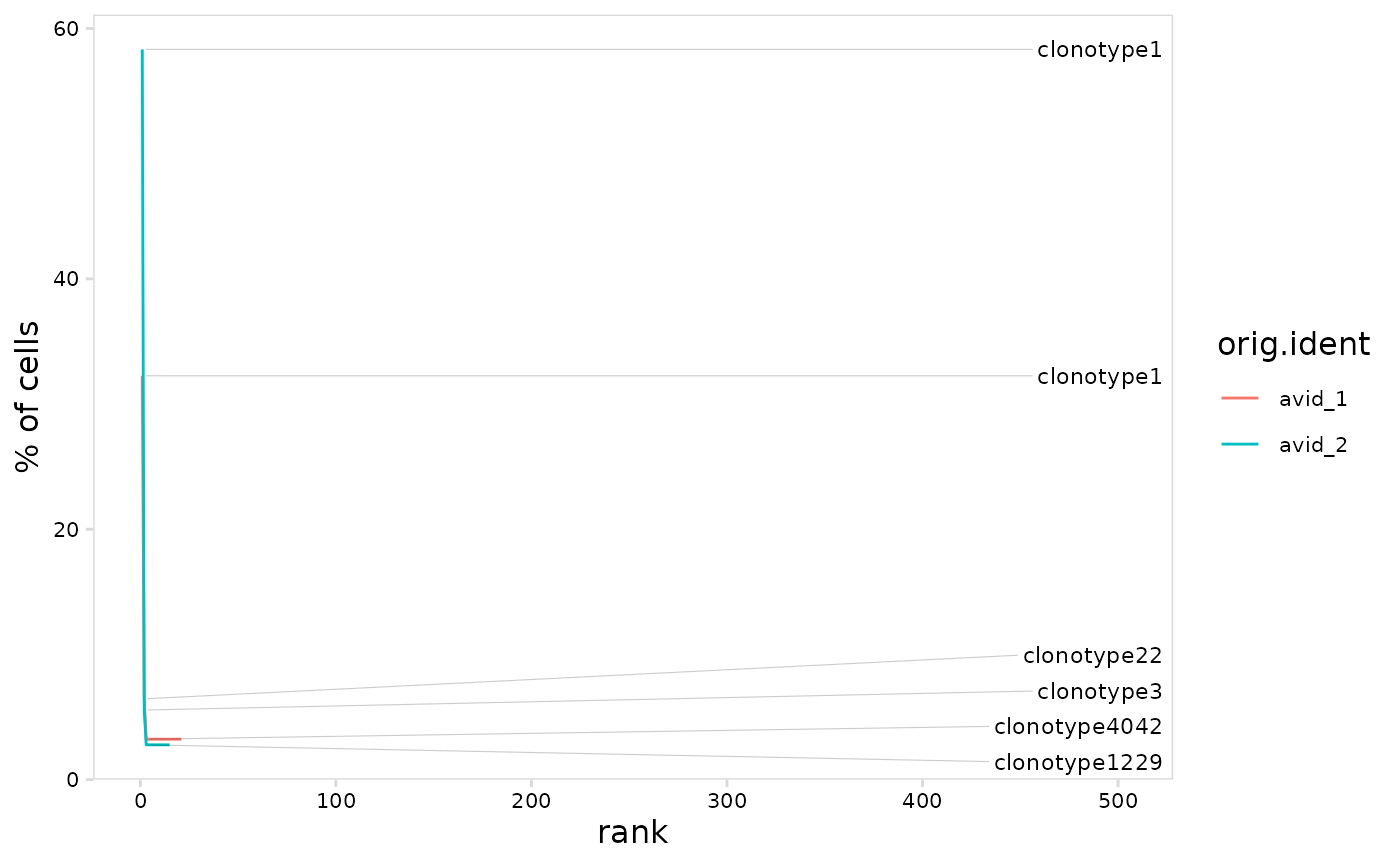 60
clonotype1
40
orig.ident
% of cells
clonotype1
avid_1
avid_2
20
clonotype22
clonotype3
clonotype4042
clonotype1229
0
0 100 200 300 400 500
rank